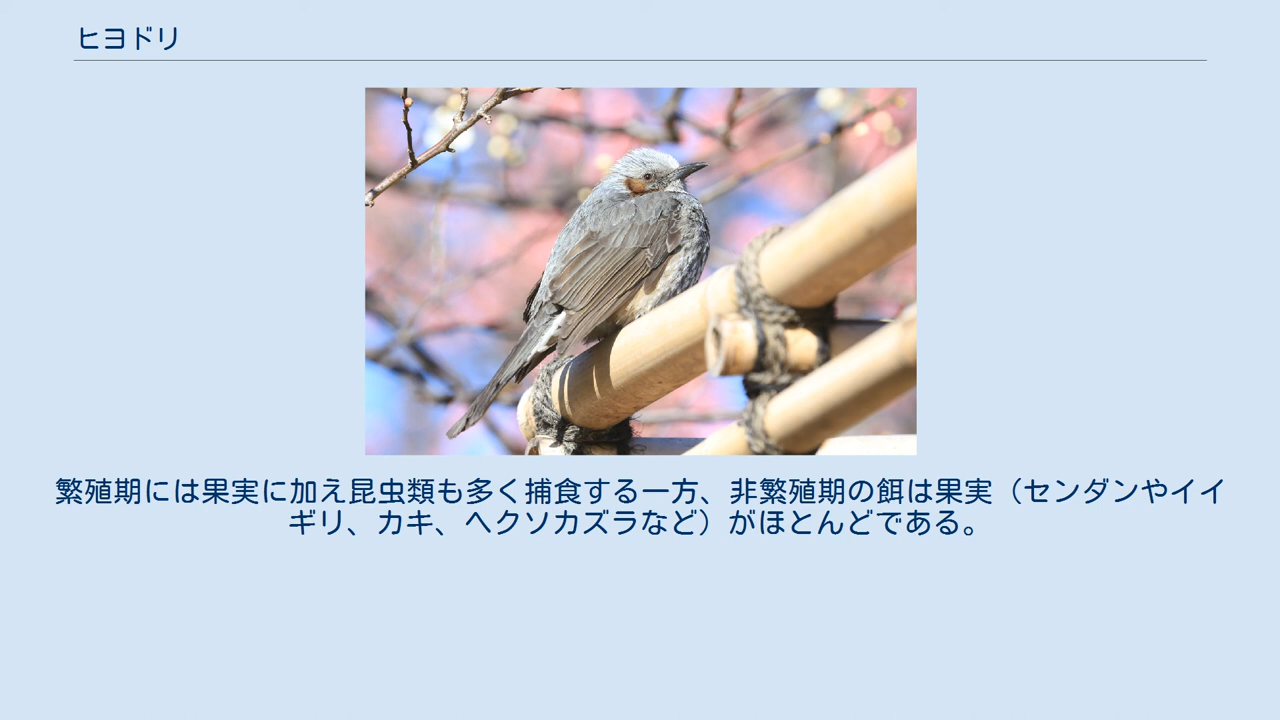 ヒヨドリ
繁殖期には果実に加え昆虫類も多く捕食する一方、非繁殖期の餌は果実（センダンやイイ
ギリ、カキ、ヘクソカズラなど）がほとんどである。